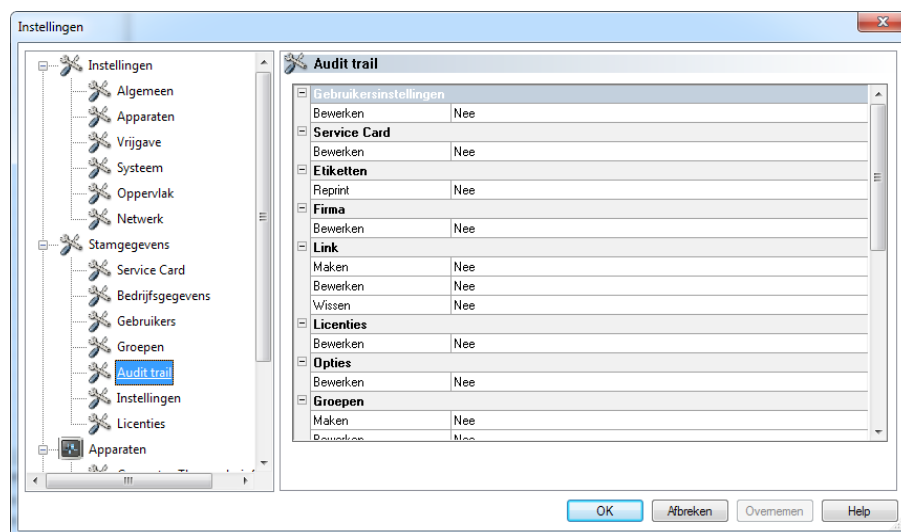 Instellingen
Instellingen
Algemeen
Apparaten
Vrijgave
Systeem
Oppervlak
Netwerk
Stamgegevens
Service Card
Bedrijfsgegevens
Gebruikers
Groepen
Audit trail
Instellingen
Licenties
Apparaten
Audit trail
Gebruikersinstellingen
Bewerken Nee
Service Card
Bewerken Nee
Etiketten
Reprint Nee
Firma
Bewerken Nee
Link
Maken Nee
Bewerken Nee
Wissen Nee
Licenties
Bewerken Nee
Opties
Bewerken Nee
Groepen
Maken Nee
Bewerken Nee
OK Afbreken Overnemen Help